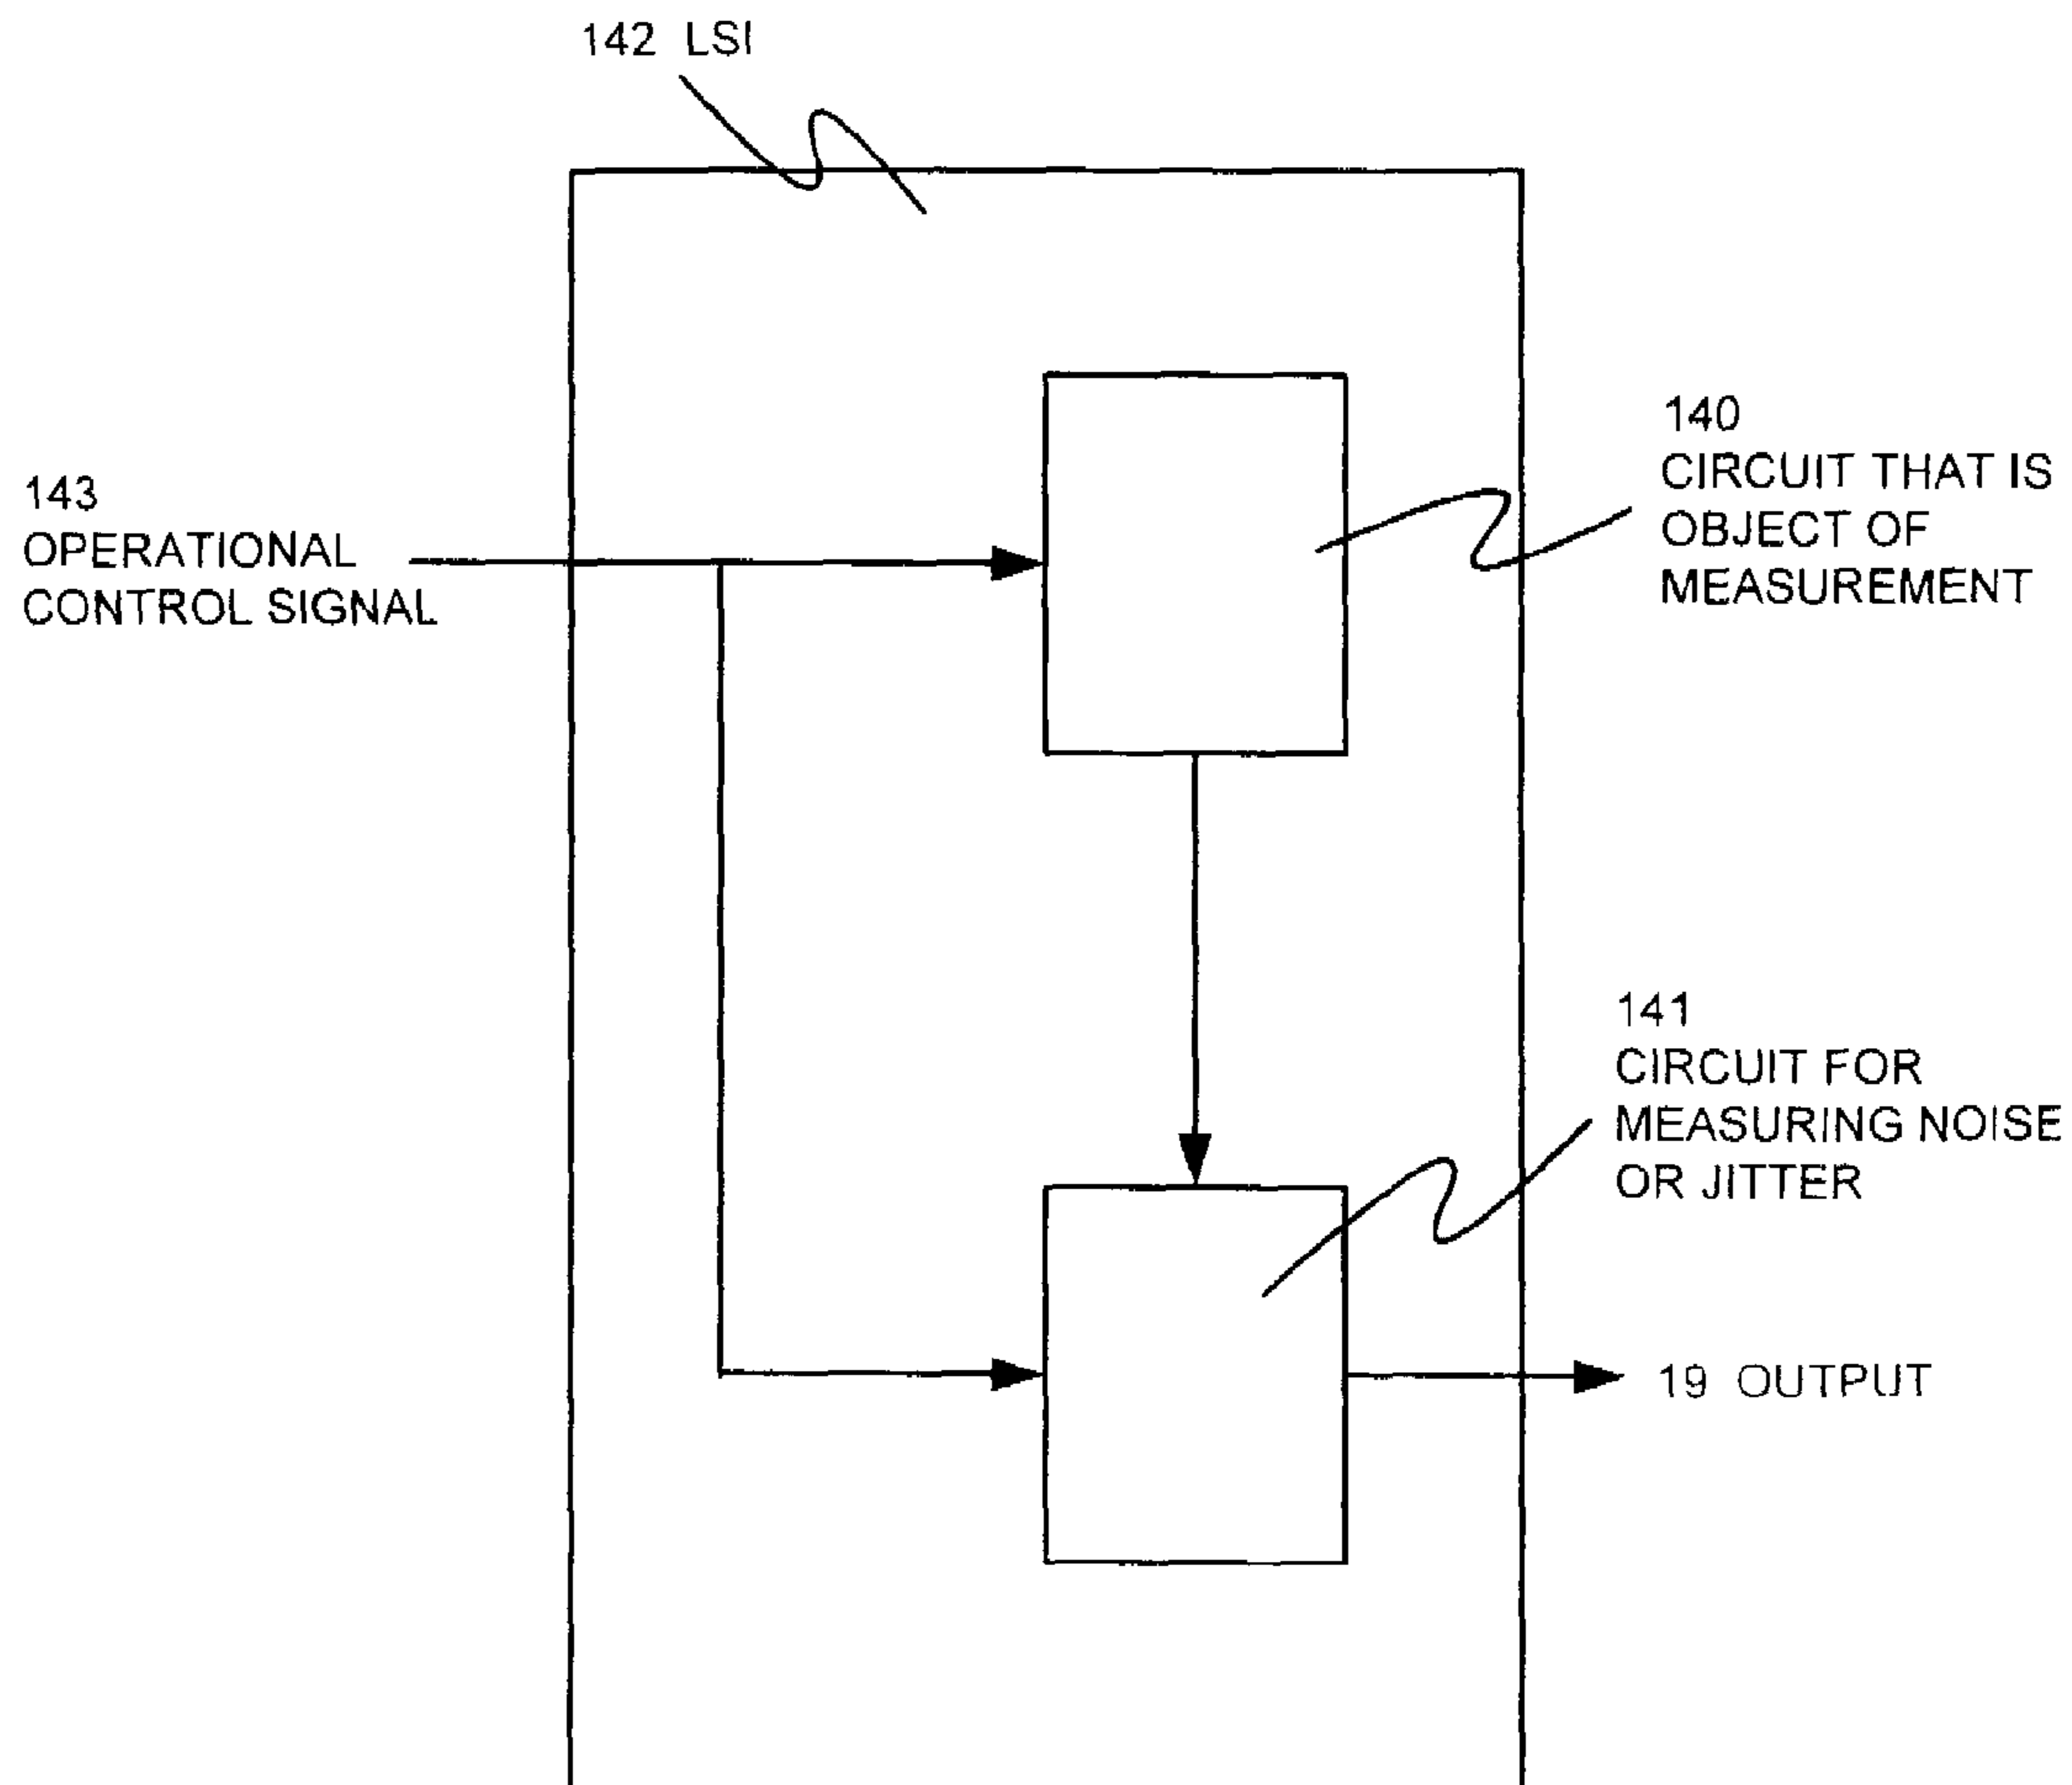 142 LSI
143
OPERATIONAL
CONTROL SIGNAL
140
CIRCUIT THAT IS
OBJECT OF
MEASUREMENT
141
CIRCUIT FOR
MEASURING NOISE
OR JITTER
19 OUTPUT